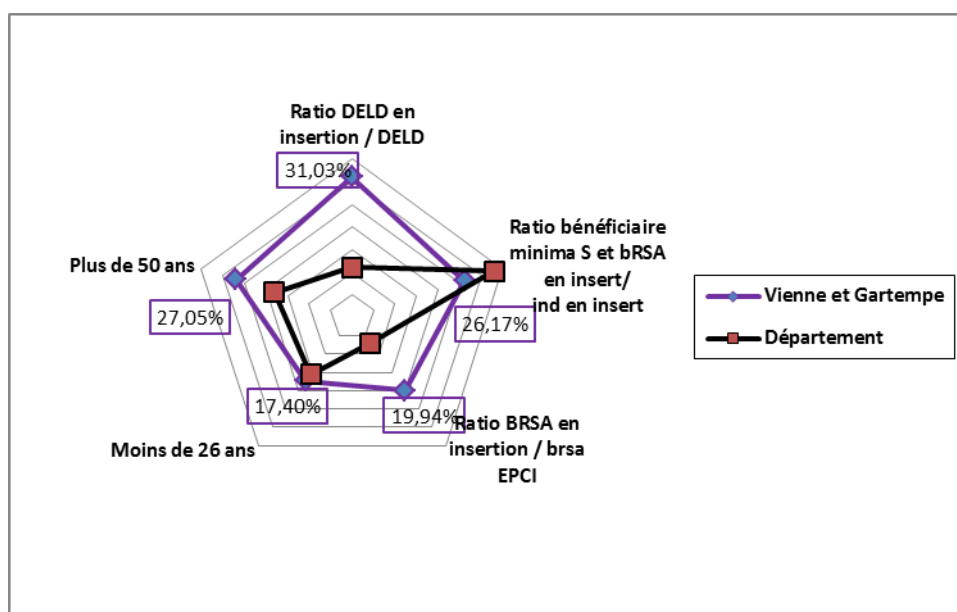 Ratio DELD en
insertion / DELD
31,03%
Ratio bénéficiaire
minima S et bRSA
en insert/
ind en insert
26,17%
Plus de 50 ans
27,05%
Vienne et Gartempe
Département
17,40%
19,94%
Ratio BRSA en
insertion / brsa
EPCI
Moins de 26 ans